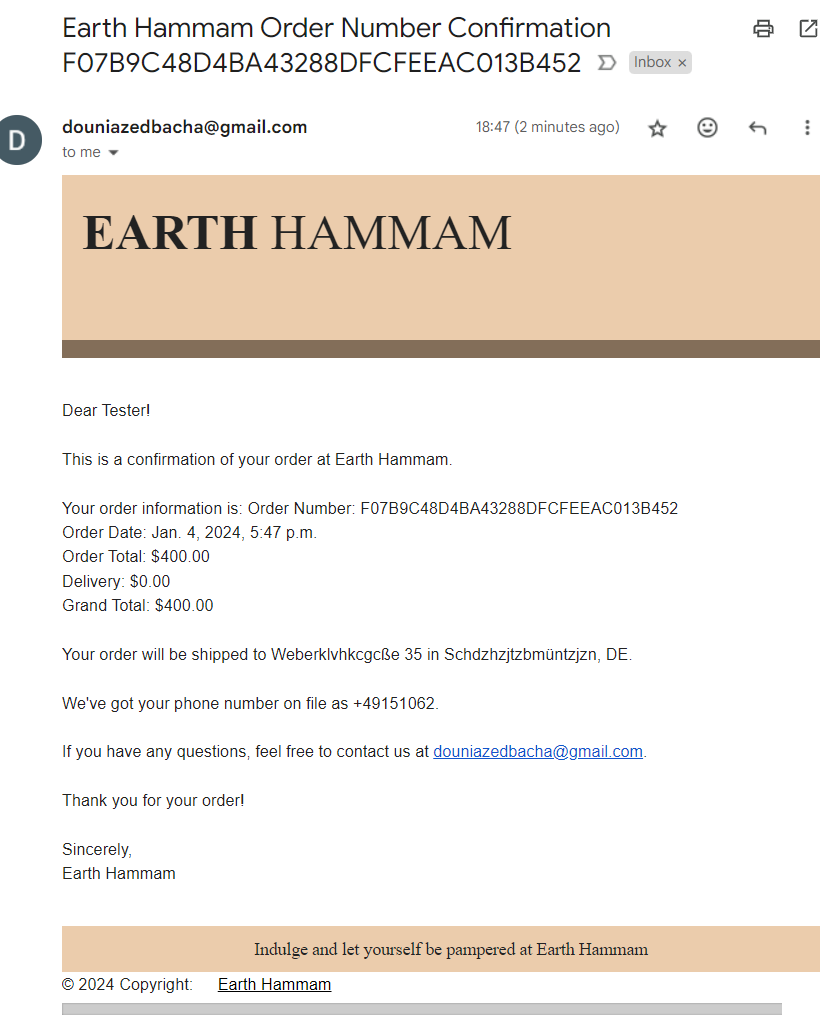 Earth Hammam Order Number Confirmation
F07B9C48D4BA43288DFCFEEAC013B452 Inbox ×
D
douniazedbacha@gmail.com 18:47 (2 minutes ago)
to me
EARTH HAMMAM
Dear Tester!
This is a confirmation of your order at Earth Hammam.
Your order information is: Order Number: F07B9C48D4BA43288DFCFEEAC013B452
Order Date: Jan. 4, 2024, 5:47 p.m.
Order Total: $400.00
Delivery: $0.00
Grand Total: $400.00
Your order will be shipped to Weberklvhkcgcße 35 in Schdzhzjtzbmüntzjzn, DE.
We've got your phone number on file as +49151062.
If you have any questions, feel free to contact us at douniazedbacha@gmail.com.
Thank you for your order!
Sincerely,
Earth Hammam
Indulge and let yourself be pampered at Earth Hammam
© 2024 Copyright: Earth Hammam